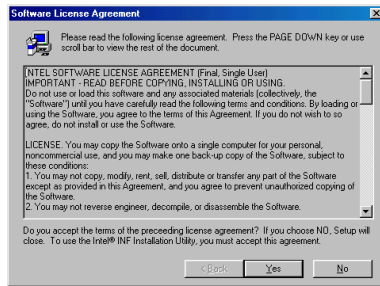 Software License Agreement
Please read the following license agreement. Press the PAGE DOWN key or use
scroll bar to view the rest of the document.
INTEL SOFTWARE LICENSE AGREEMENT (Final, Single User)
IMPORTANT - READ BEFORE COPYING, INSTALLING OR USING.
Do not use or load this software and any associated materials (collectively, the
"Software") until you have carefully read the following terms and conditions. By loading or
using the Software, you agree to the terms of this Agreement. If you do not wish to so
agree, do not install or use the Software.
LICENSE. You may copy the Software onto a single computer for your personal,
noncommercial use, and you may make one back-up copy of the Software, subject to
these conditions:
1. You may not copy, modify, rent, sell, distribute or transfer any part of the Software
except as provided in this Agreement, and you agree to prevent unauthorized copying of
the Software.
2. You may not reverse engineer, decompile, or disassemble the Software.
Do you accept the terms of the preceeding license agreement? If you choose NO, Setup will
close. To use the Intel® INF Installation Utility, you must accept this agreement.
< Back
Yes
No